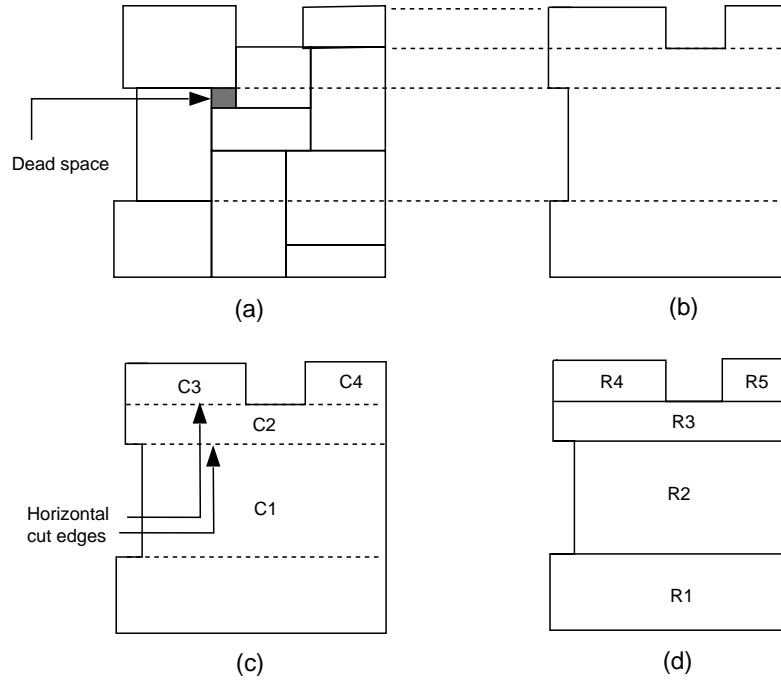 Dead space
(a)
(b)
C3
C4
C2
C1
Horizontal
cut edges
(c)
R4
R5
R3
R2
R1
(d)